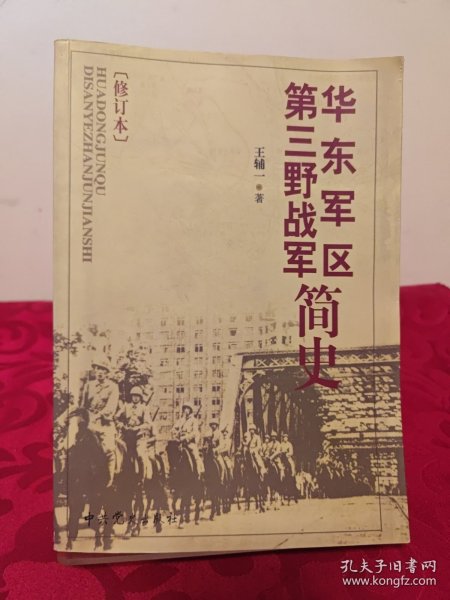 华东军区
第三野战军
简史
王辅一 著
〔修订本〕
HUADONGJUNQU
DISANYEZHANJUNJIANSHI
中共党史出版社
孔夫子旧书网
www.kongfz.com